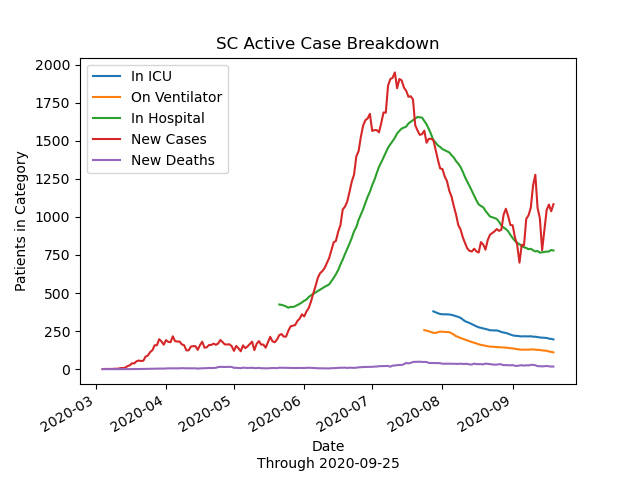 SC Active Case Breakdown
Patients in Category
2000
1750
1500
1250
1000
750
500
250
0
In ICU
On Ventilator
In Hospital
New Cases
New Deaths
2020-03
2020-04
2020-05
2020-06
2020-07
2020-08
2020-09
Date
Through 2020-09-25